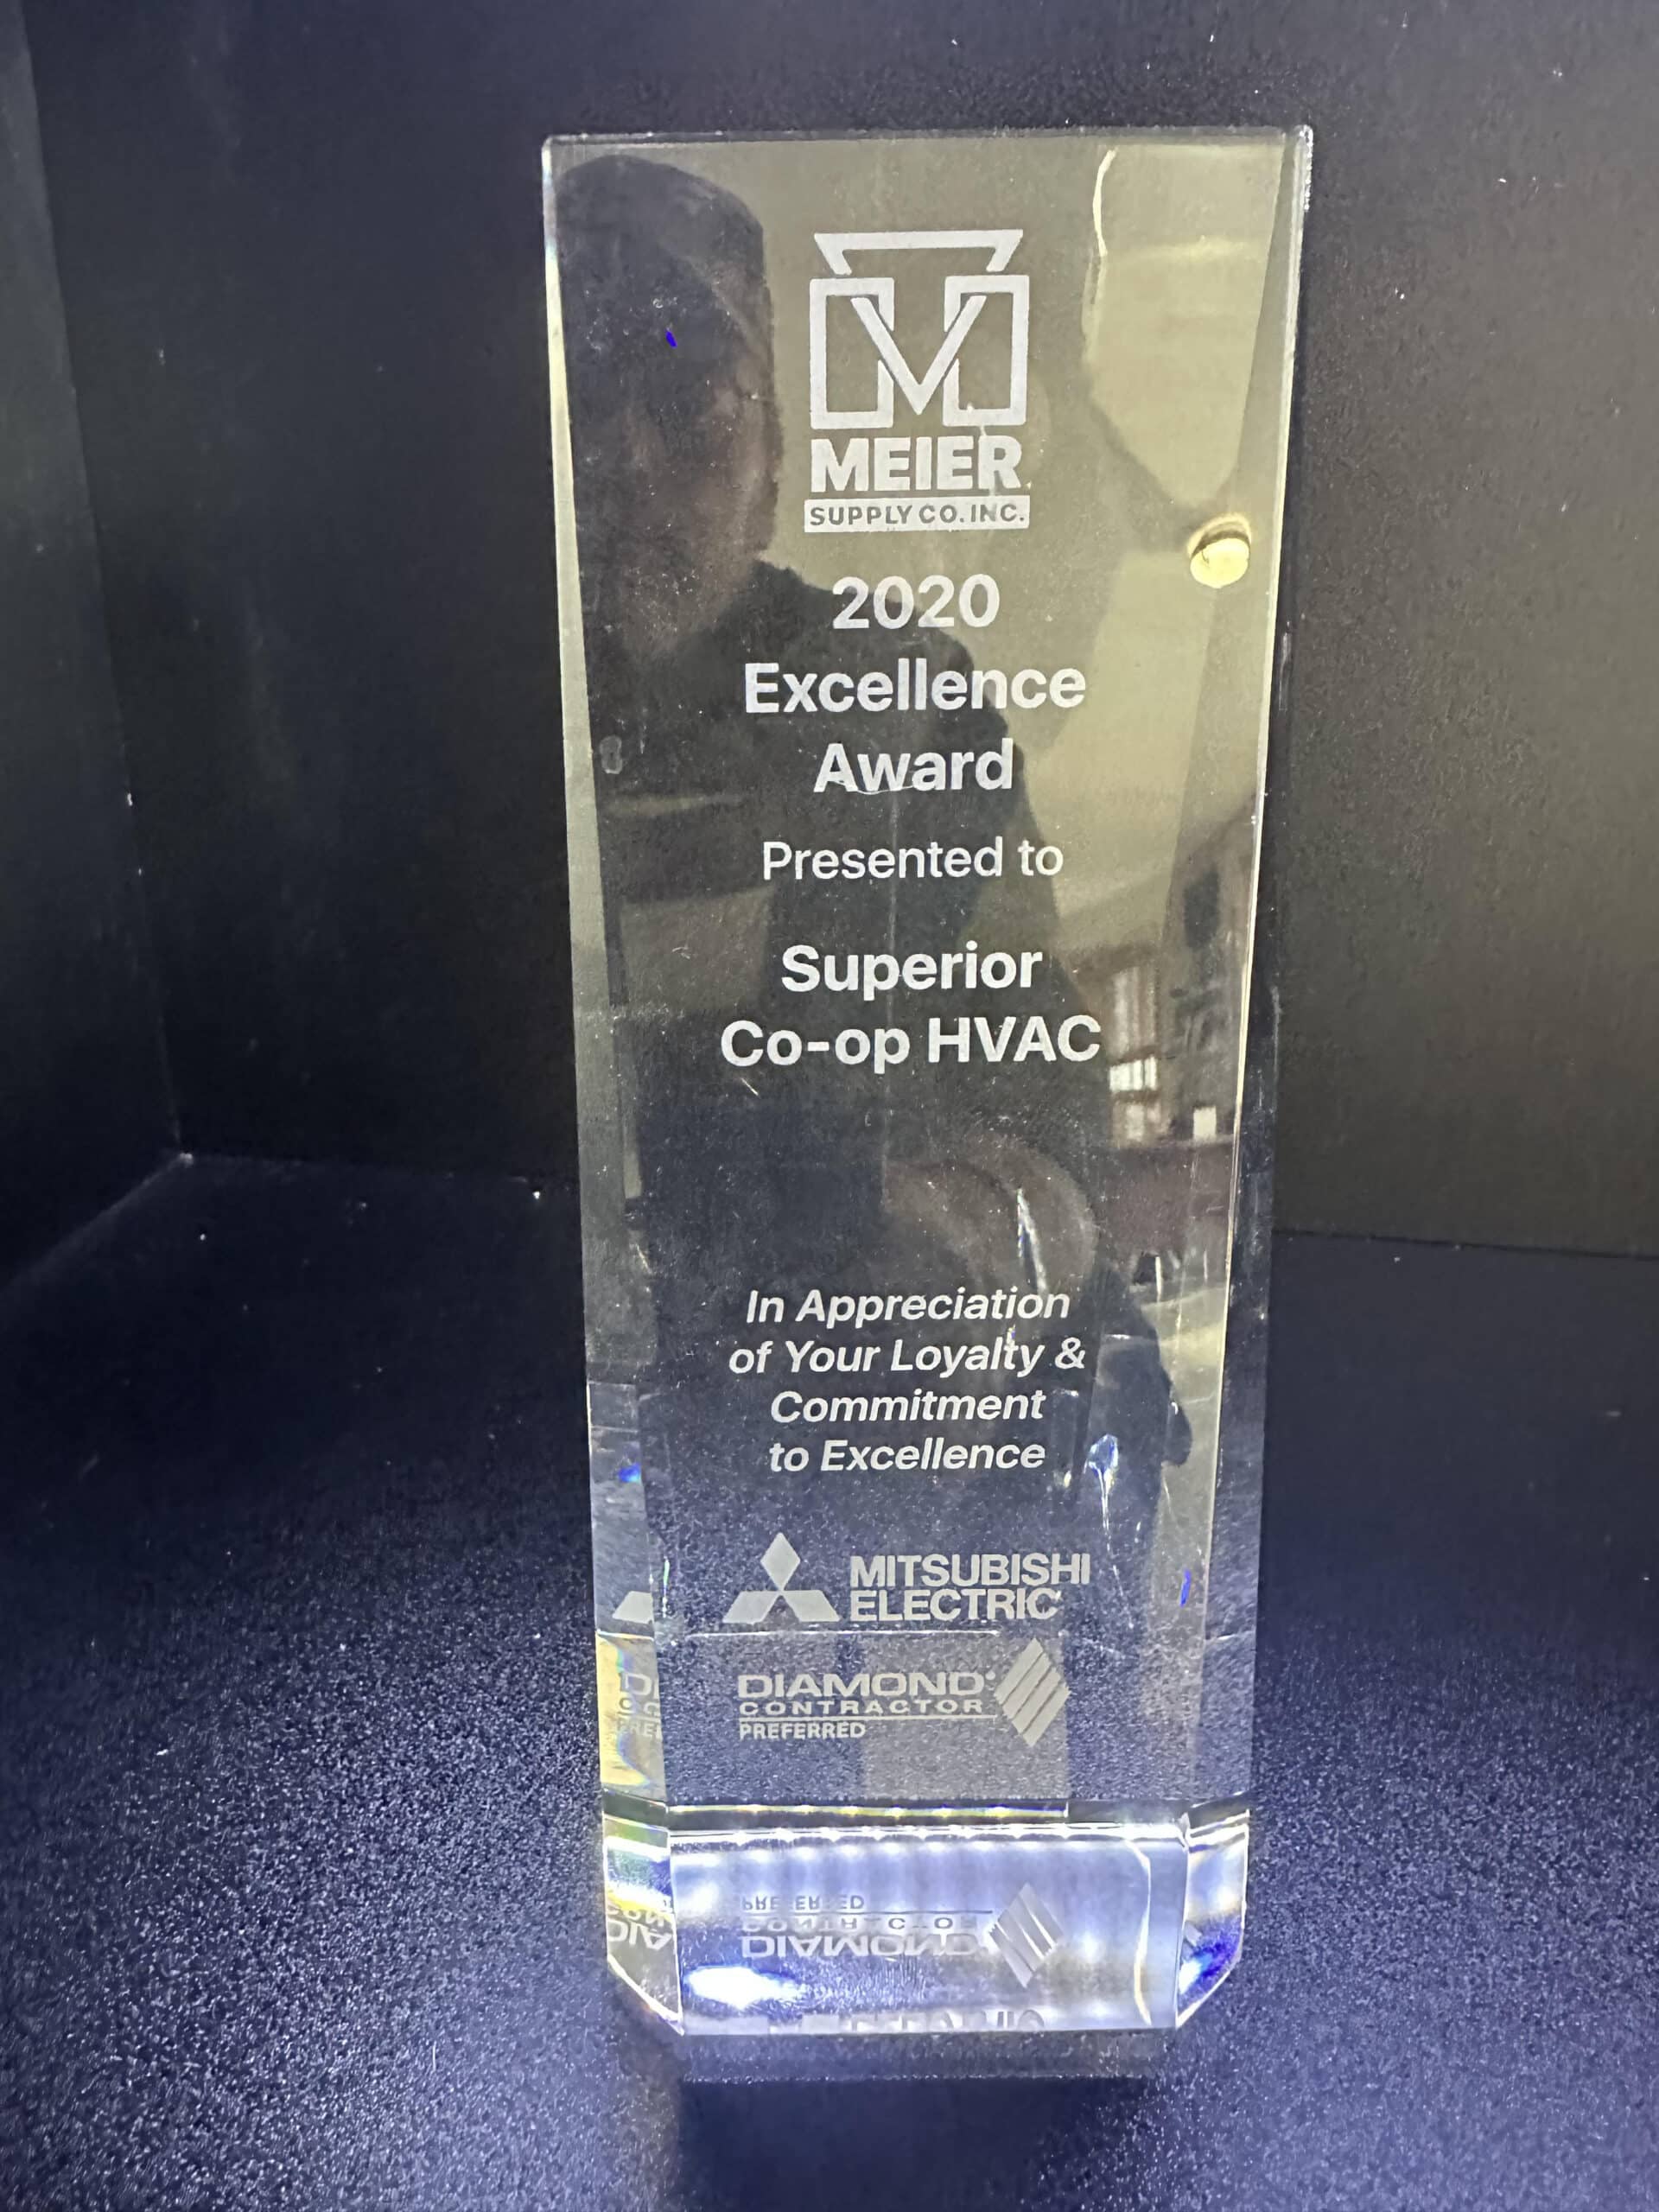 MEIER
SUPPLY CO. INC.
2020
Excellence
Award
Presented to
Superior
Co-op HVAC
In Appreciation
of Your Loyalty &
Commitment
to Excellence
MITSUBISHI
ELECTRIC
DIAMOND
CONTRACTOR
PREFERRED